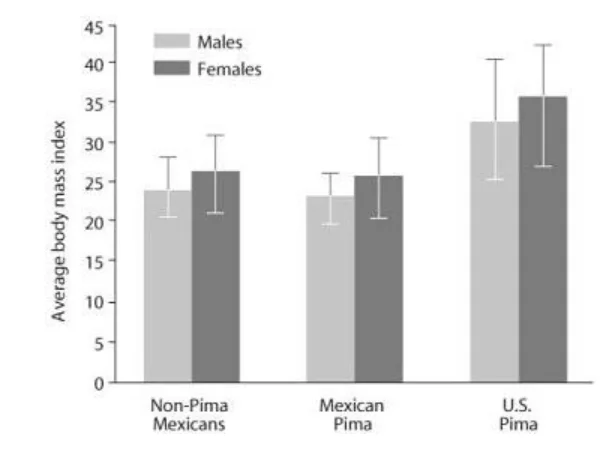 Average body mass index
45
40
35
30
25
20
15
10
5
0
Males
Females
Non-Pima
Mexicans
Mexican
Pima
U.S.
Pima